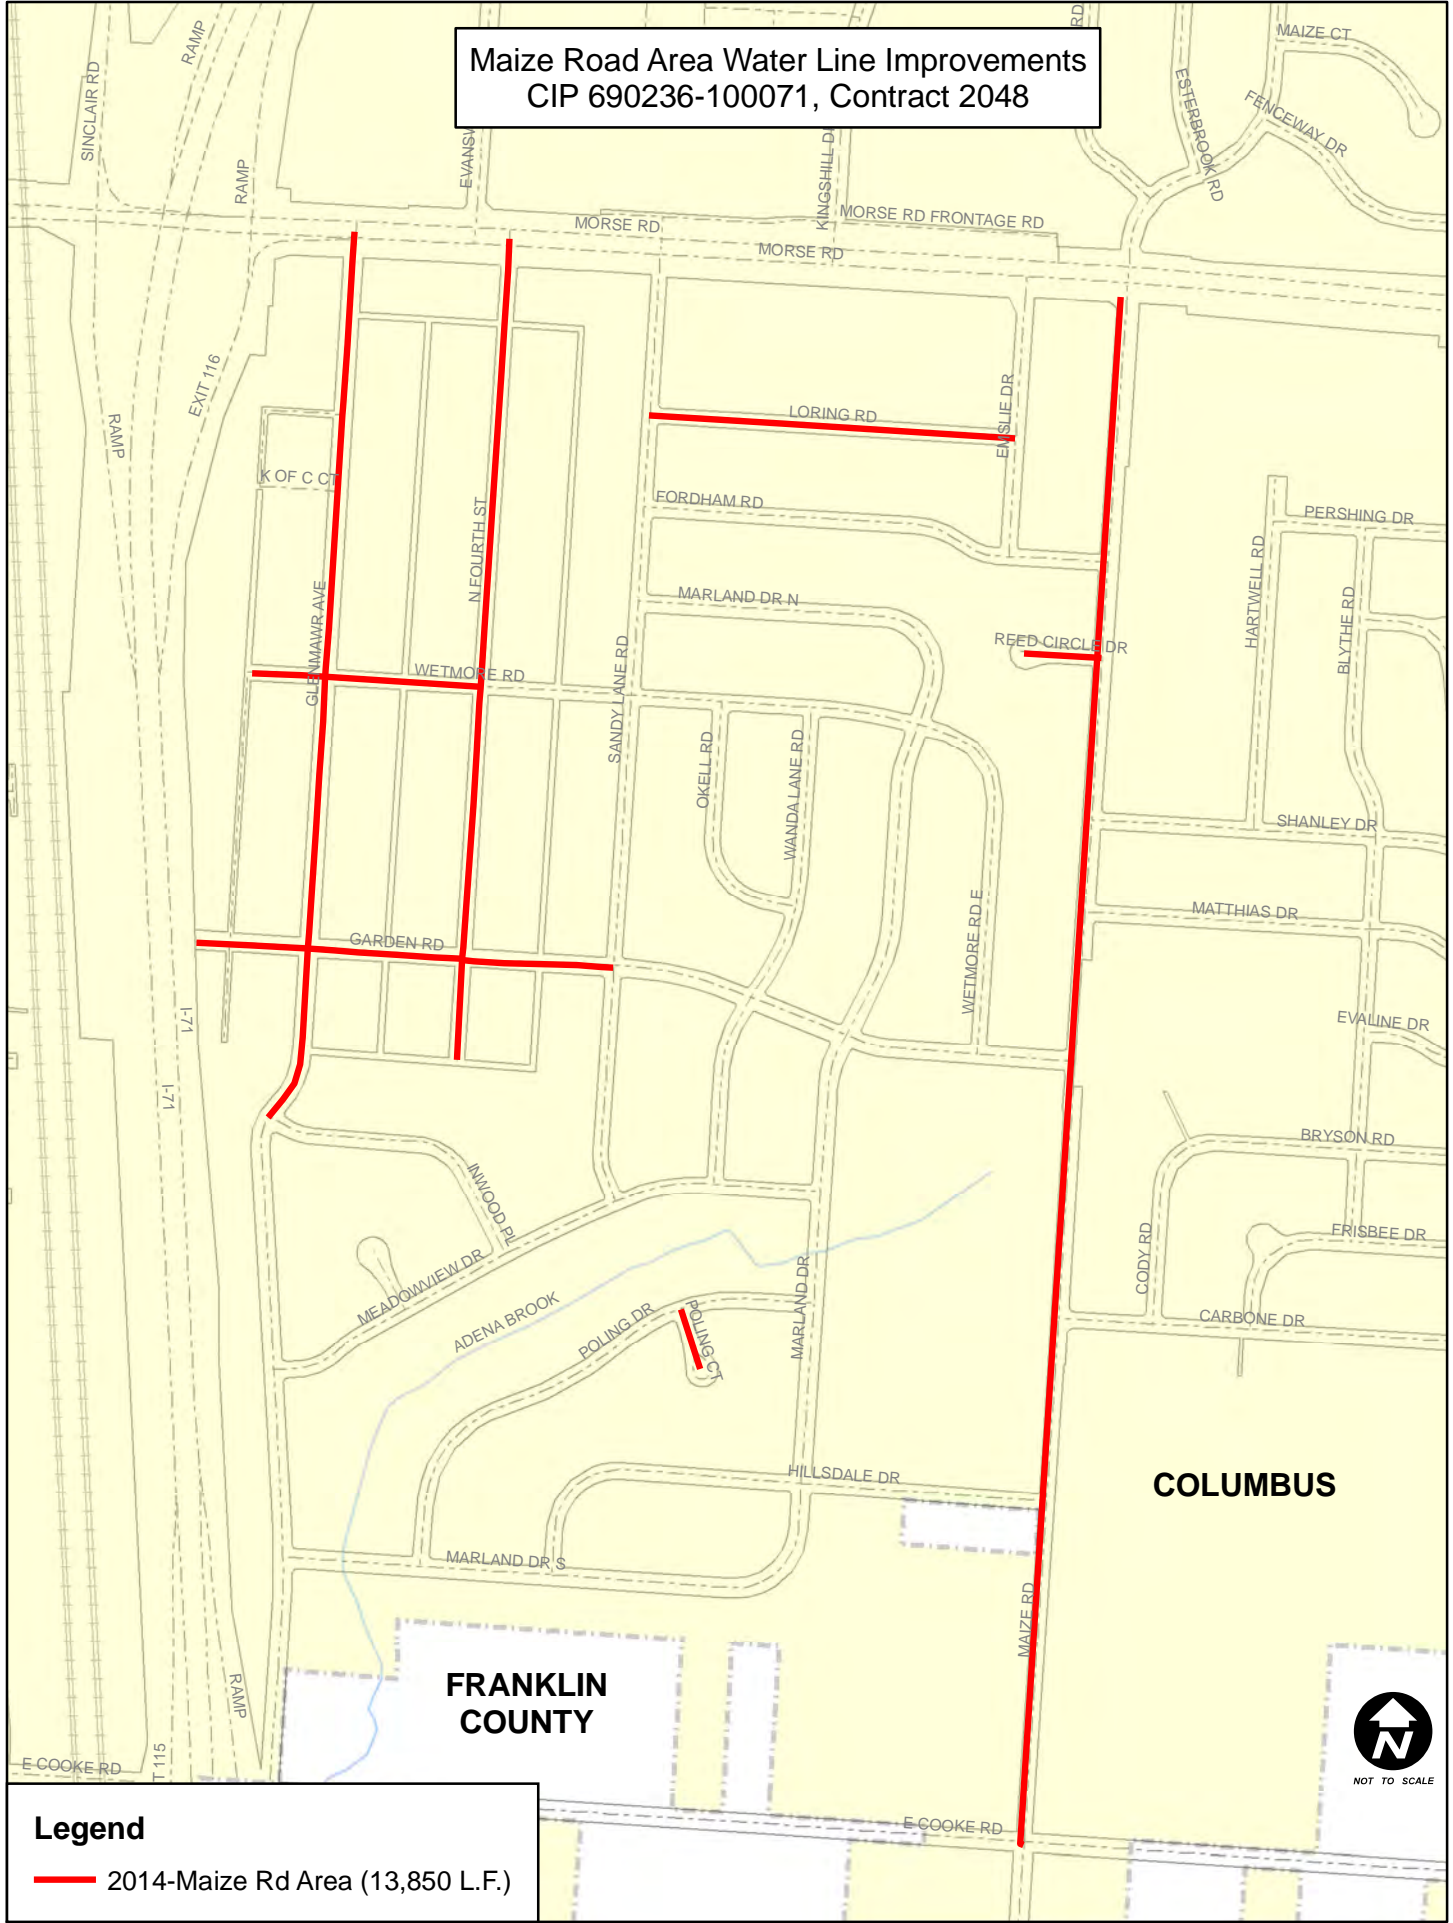 Maize Road Area Water Line Improvements
CIP 690236-100071, Contract 2048
RAMP
SINCLAIR RD
RAMP
EVANSW
KINGSHILL DR
RD
MAIZE CT
ESTERBROOK RD
FENCEWAY DR
MORSE RD
MORSE RD FRONTAGE RD
MORSE RD
EXIT 116
RAMP
LORING RD
EMSLIE DR
K OF C CT
N FOURTH ST
FORDHAM RD
PERSHING DR
HARTWELL RD
BLYTHE RD
GLENMAWR AVE
MARLAND DR N
REED CIRCLE DR
WETMORE RD
SANDY LANE RD
OKELL RD
WANDA LANE RD
SHANLEY DR
WETMORE RD E
MATTHIAS DR
GARDEN RD
I-71
EVALINE DR
I-71
BRYSON RD
INWOOD PL
CODY RD
FRISBEE DR
MEADOWVIEW DR
ADENA BROOK
POLING DR
POLING CT
MARLAND DR
CARBONE DR
HILLSDALE DR
COLUMBUS
MARLAND DR S
MAIZE RD
FRANKLIN
COUNTY
RAMP
T 115
E COOKE RD
N
NOT TO SCALE
E COOKE RD
Legend
2014-Maize Rd Area (13,850 L.F.)